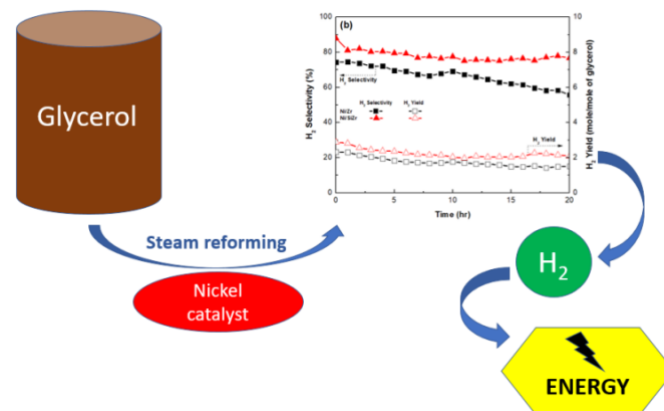 Glycerol
Steam reforming
Nickel
catalyst
(b)
100
80
60
40
20
0
H2 Selectivity (%)
10
8
6
4
2
0
H2 Yield (mole/mole of glycerol)
H2 Selectivity
H2 Selectivity H2 Yield
Ni/Zr
Ni/SiZr
H2 Yield
0 5 10 15 20
Time (hr)
H2
ENERGY